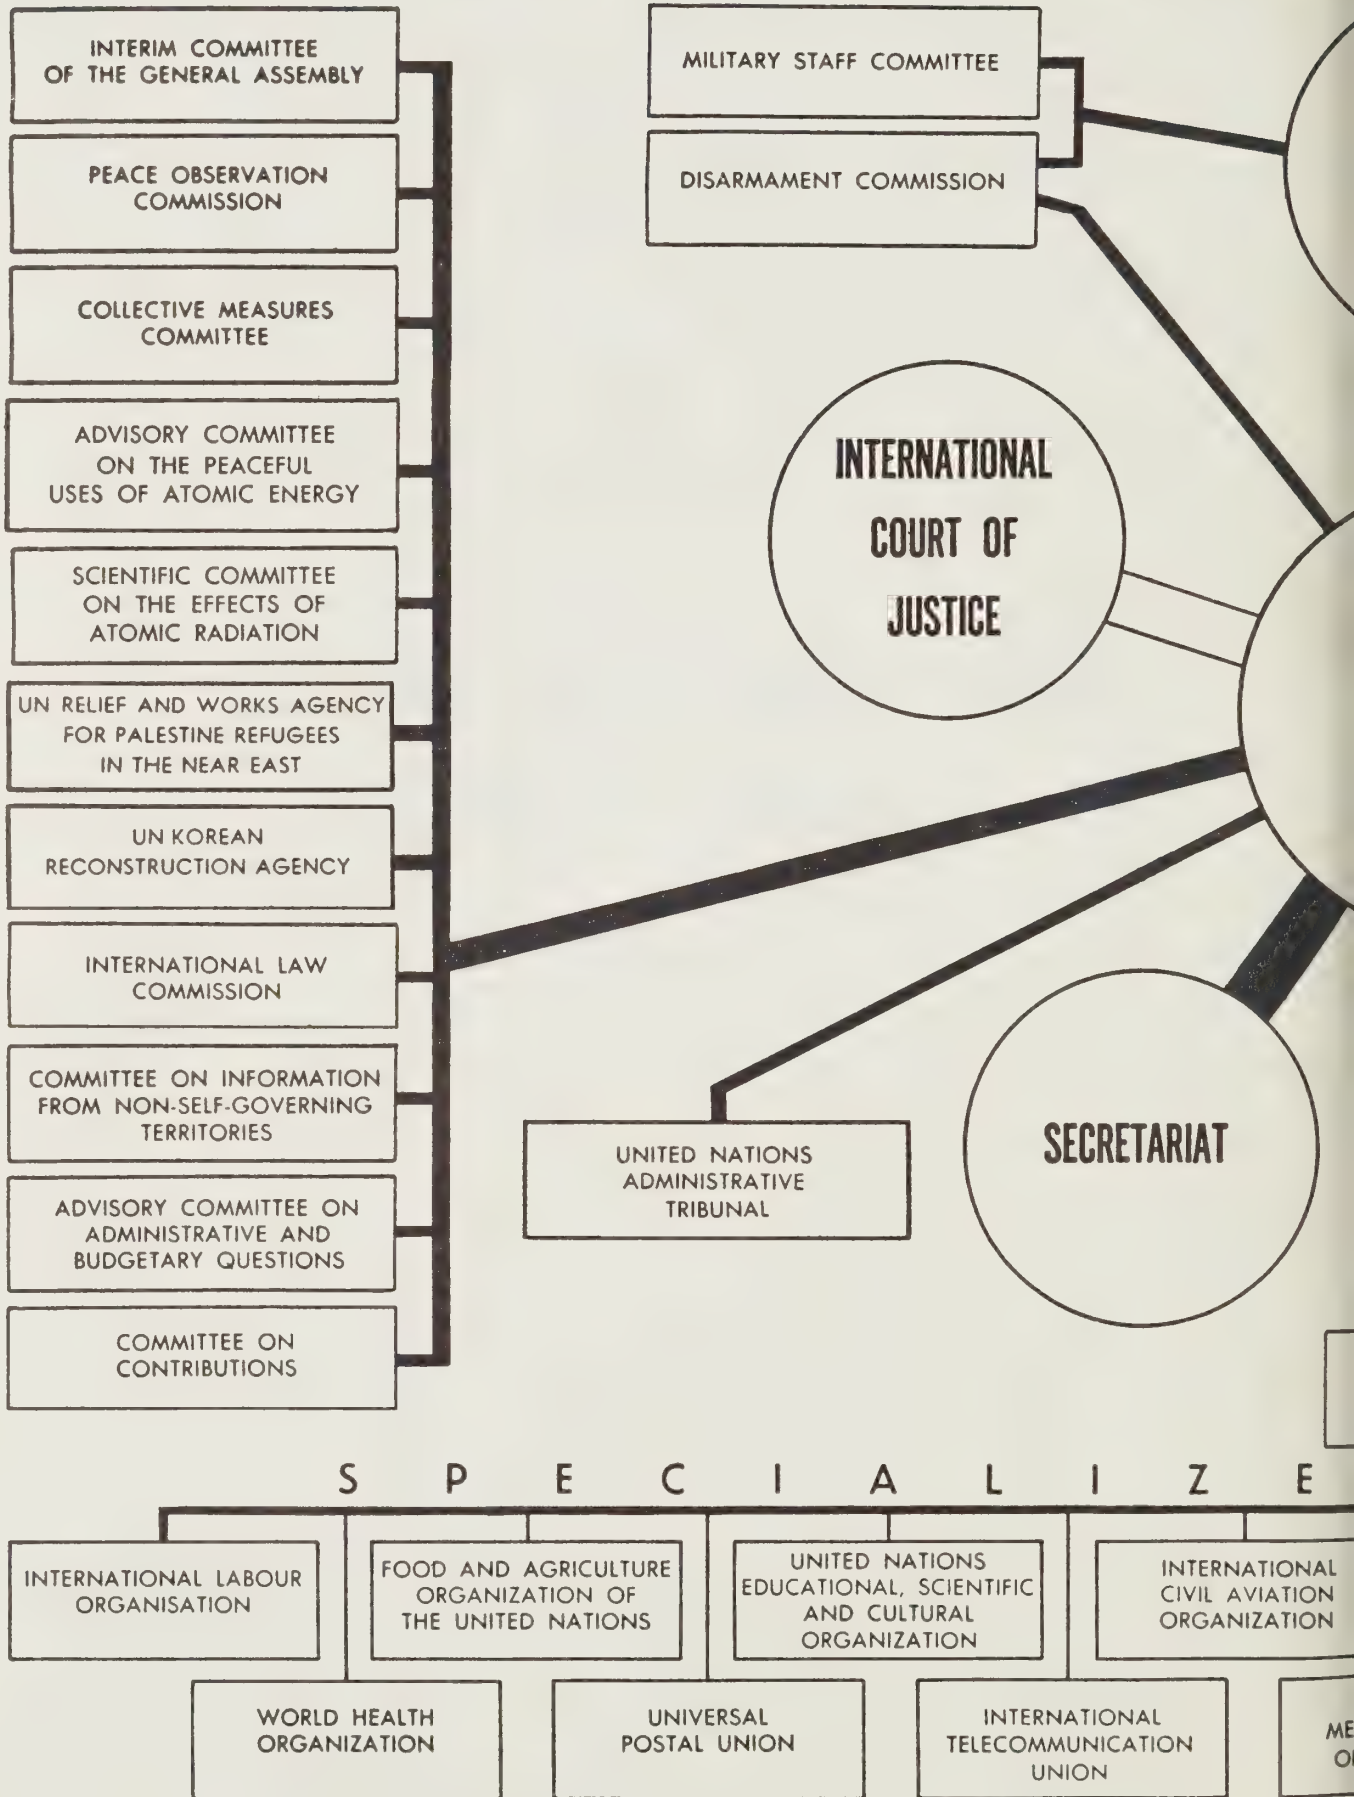 INTERIM COMMITTEE
OF THE GENERAL ASSEMBLY
PEACE OBSERVATION
COMMISSION
COLLECTIVE MEASURES
COMMITTEE
ADVISORY COMMITTEE
ON THE PEACEFUL
USES OF ATOMIC ENERGY
SCIENTIFIC COMMITTEE
ON THE EFFECTS OF
ATOMIC RADIATION
UN RELIEF AND WORKS AGENCY
FOR PALESTINE REFUGEES
IN THE NEAR EAST
UN KOREAN
RECONSTRUCTION AGENCY
INTERNATIONAL LAW
COMMISSION
COMMITTEE ON INFORMATION
FROM NON-SELF-GOVERNING
TERRITORIES
ADVISORY COMMITTEE ON
ADMINISTRATIVE AND
BUDGETARY QUESTIONS
COMMITTEE ON
CONTRIBUTIONS
MILITARY STAFF COMMITTEE
DISARMAMENT COMMISSION
INTERNATIONAL
COURT OF
JUSTICE
UNITED NATIONS
ADMINISTRATIVE
TRIBUNAL
SECRETARIAT
S P E C I A L I Z E
INTERNATIONAL LABOUR
ORGANISATION
FOOD AND AGRICULTURE
ORGANIZATION OF
THE UNITED NATIONS
UNITED NATIONS
EDUCATIONAL, SCIENTIFIC
AND CULTURAL
ORGANIZATION
INTERNATIONAL
CIVIL AVIATION
ORGANIZATION
WORLD HEALTH
ORGANIZATION
UNIVERSAL
POSTAL UNION
INTERNATIONAL
TELECOMMUNICATION
UNION
ME